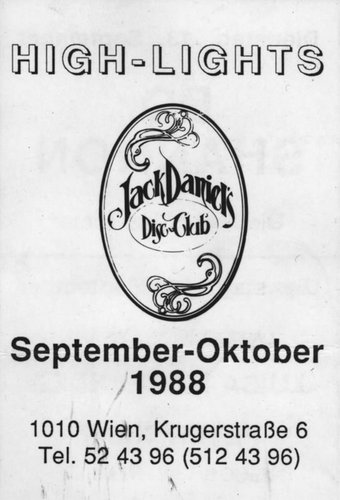 HIGH-LIGHTS
Jack Daniel's
Disc-Club
September-Oktober
1988
1010 Wien, Krugerstraße 6
Tel. 52 43 96 (512 43 96)